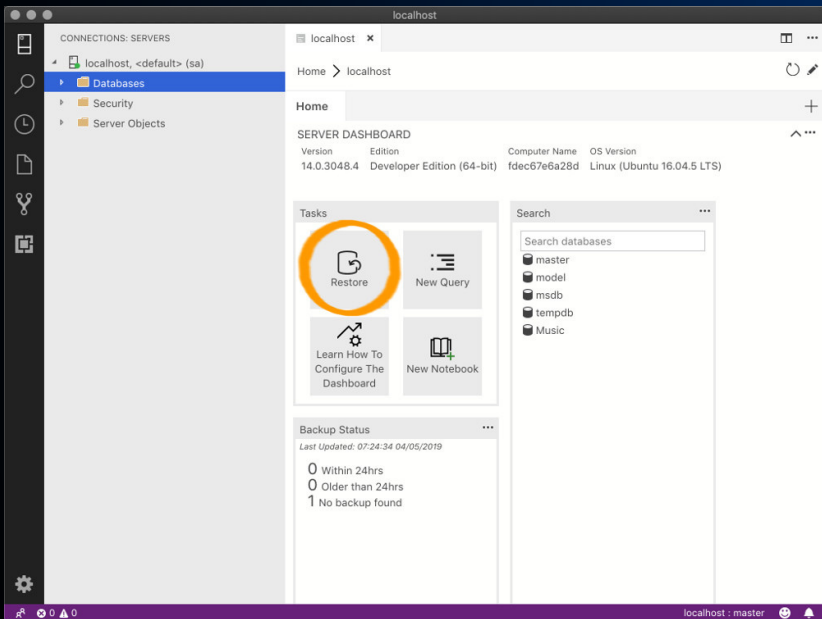 localhost
CONNECTIONS: SERVERS
localhost, <default> (sa)
Databases
Security
Server Objects
localhost
Home
localhost
Home
SERVER DASHBOARD
Version Edition Computer Name OS Version
14.0.3048.4 Developer Edition (64-bit) fdec67e6a28d Linux (Ubuntu 16.04.5 LTS)
Tasks
Restore
New Query
Learn How To
Configure The
Dashboard
New Notebook
Search
Search databases
master
model
msdb
tempdb
Music
Backup Status
Last Updated: 07:24:34 04/05/2019
0 Within 24hrs
0 Older than 24hrs
1 No backup found
0 0
localhost : master